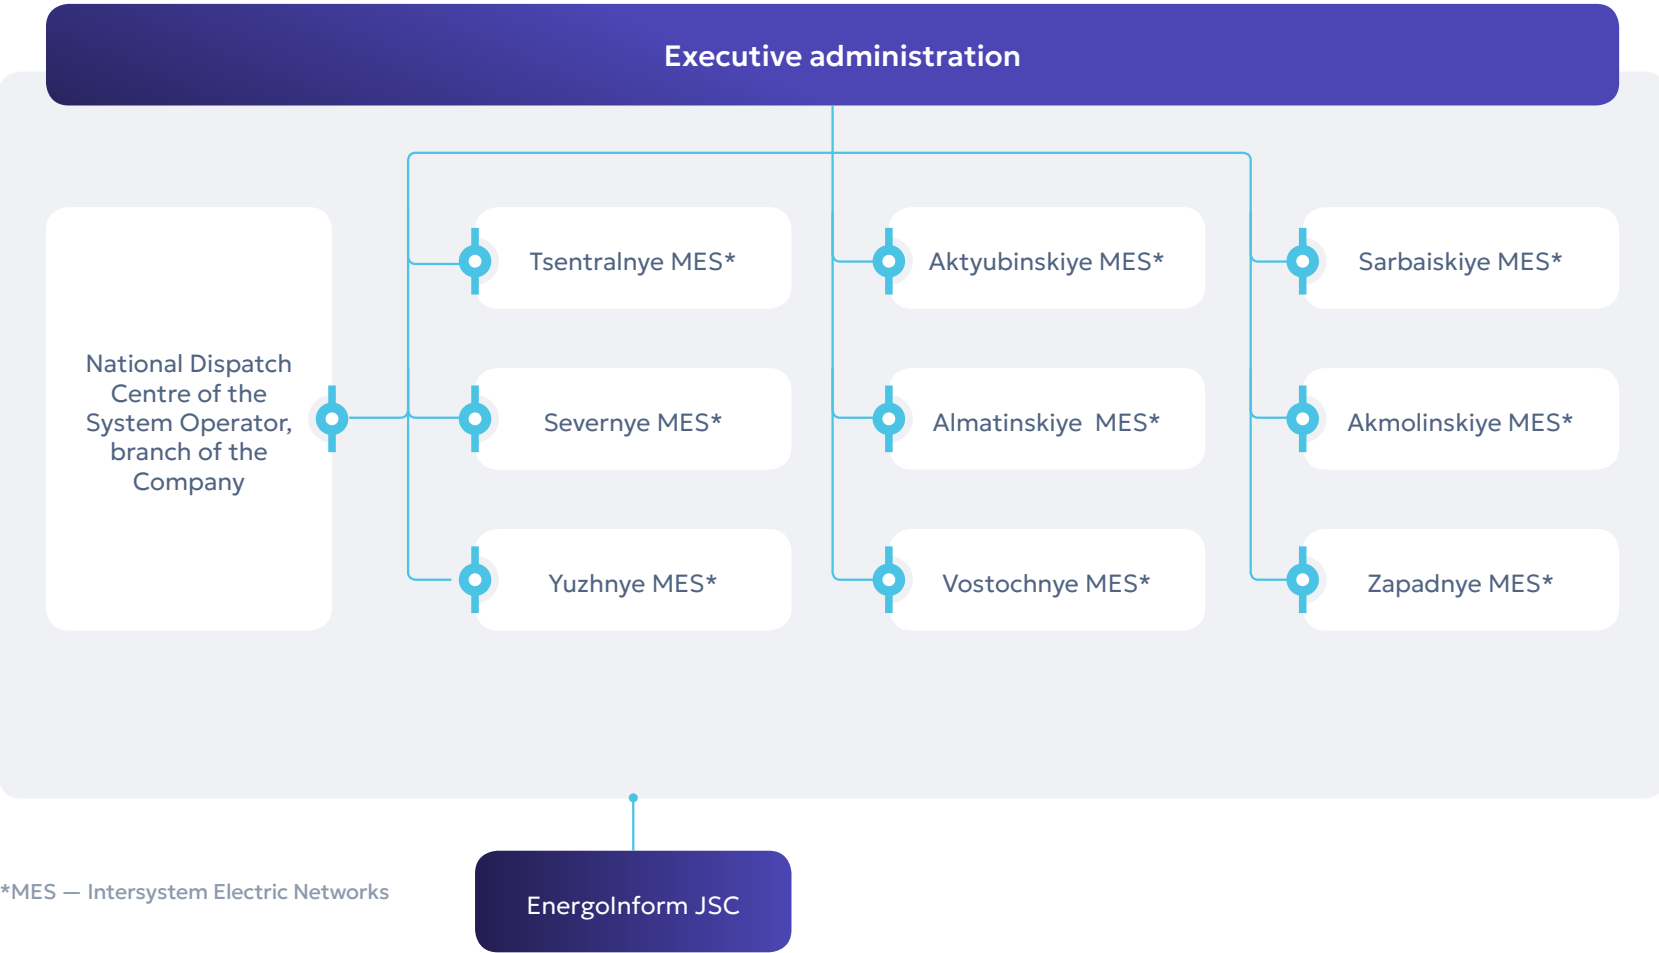 Executive administration
National Dispatch
Centre of the
System Operator,
branch of the
Company
Tsentralnye MES*
Aktyubinskiye MES*
Sarbaiskiye MES*
Severnye MES*
Almatinskiye  MES*
Akmolinskiye MES*
Yuzhnye MES*
Vostochnye MES*
Zapadnye MES*
*MES — Intersystem Electric Networks
EnergoInform JSC